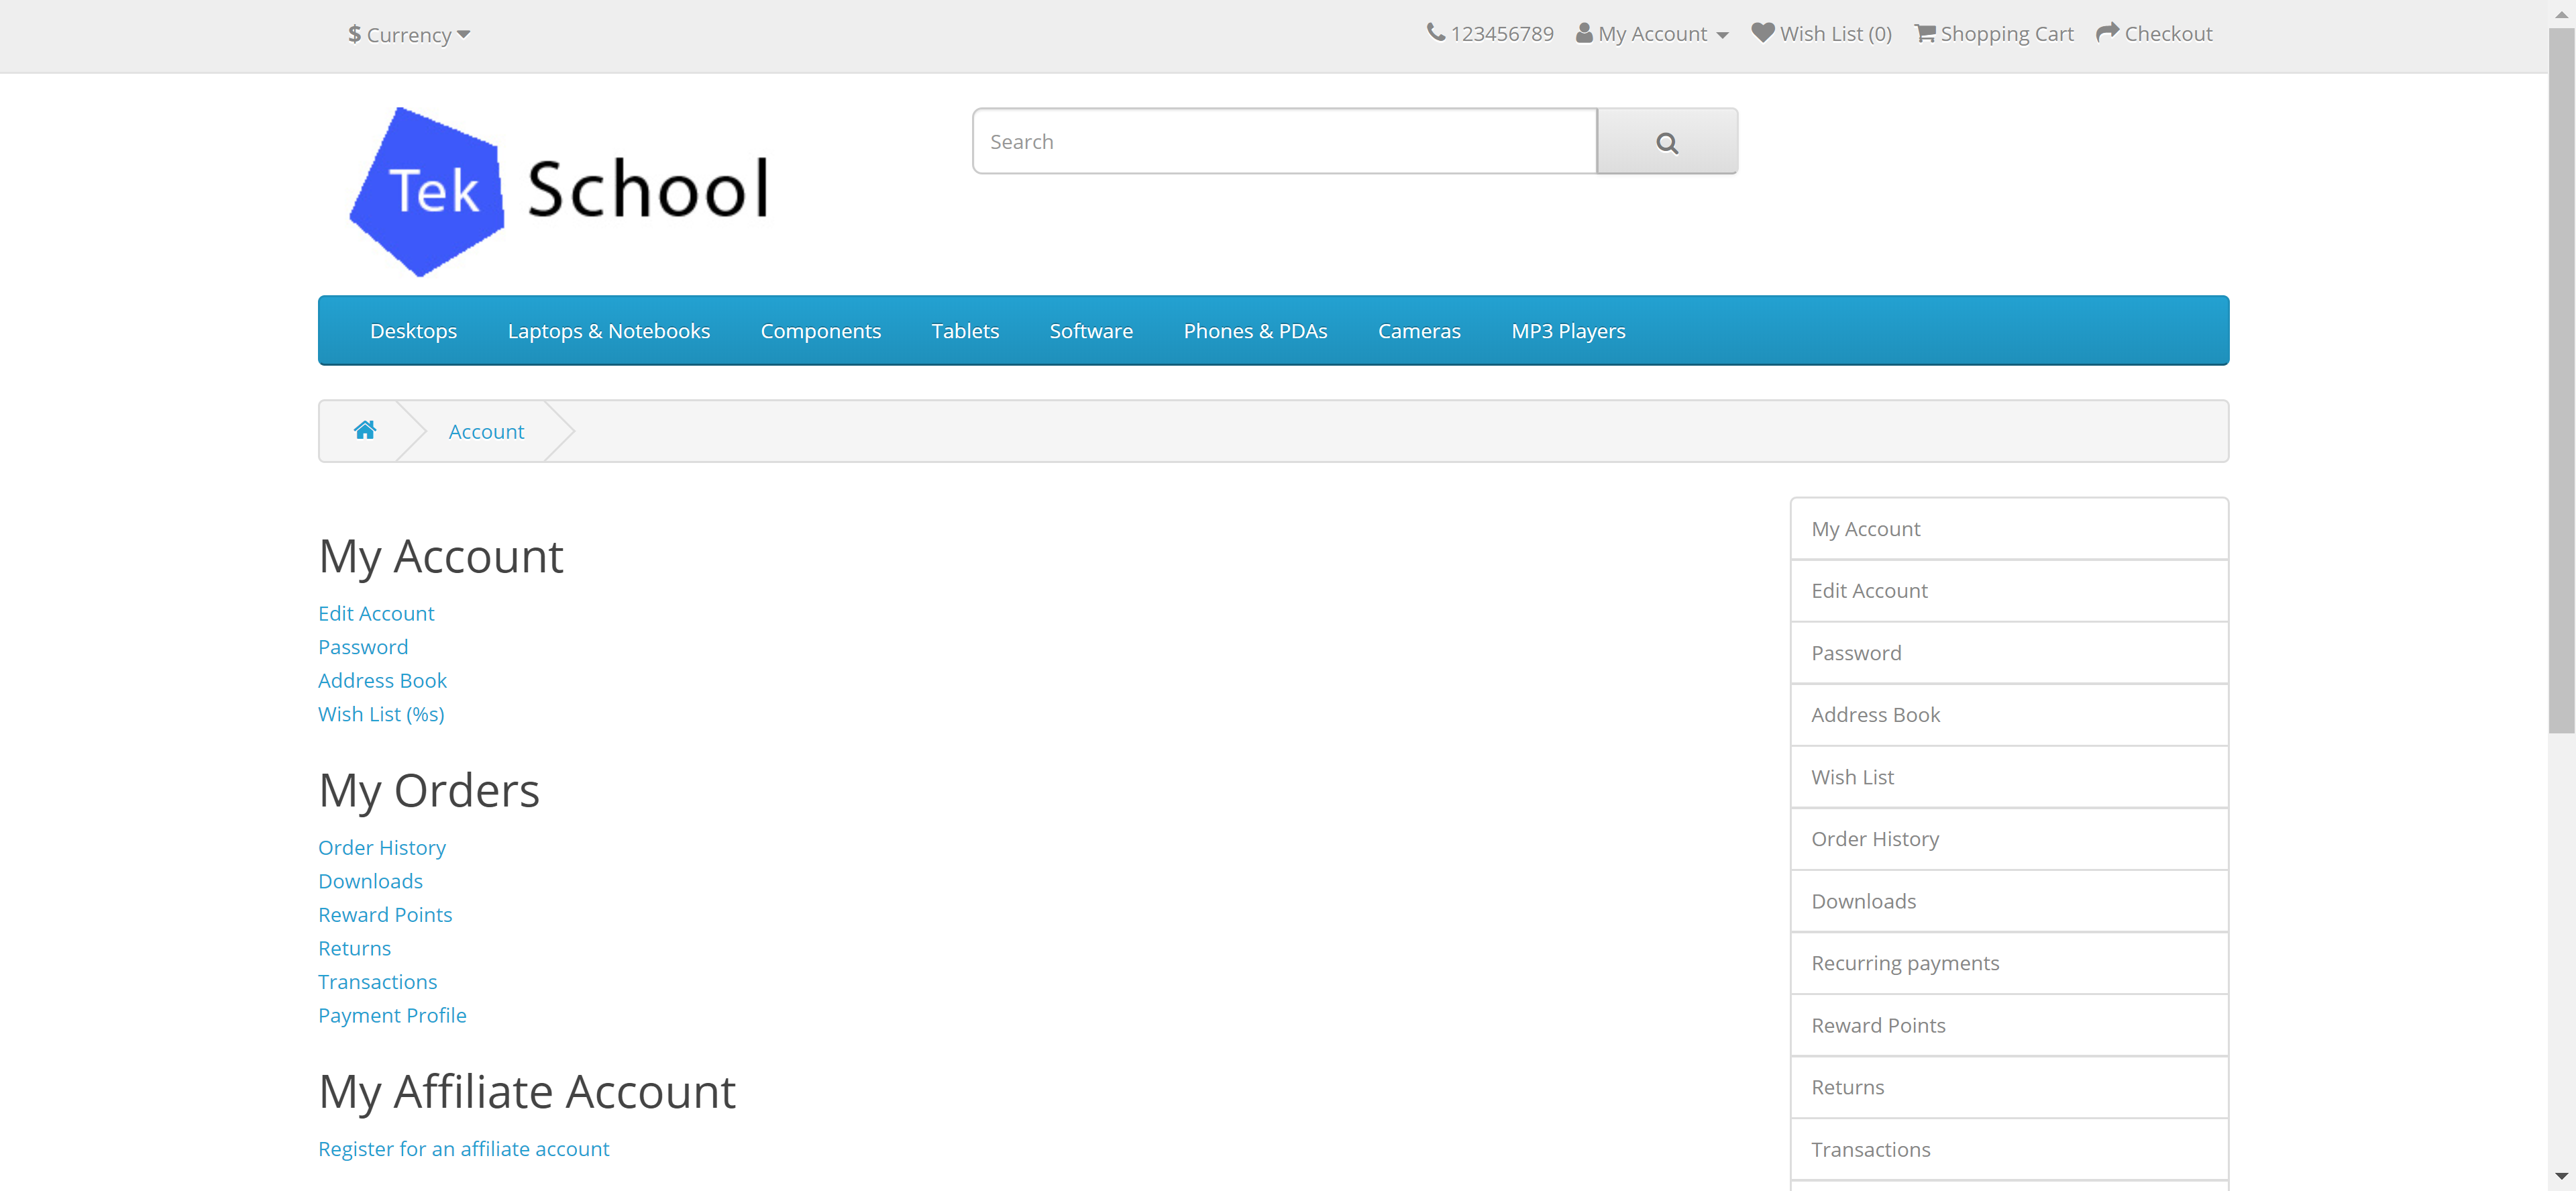 $ Currency
123456789 My Account Wish List (0) Shopping Cart Checkout
Tek School
Search
Desktops Laptops & Notebooks Components Tablets Software Phones & PDAs Cameras MP3 Players
Account
My Account
Edit Account
Password
Address Book
Wish List (%s)
My Orders
Order History
Downloads
Reward Points
Returns
Transactions
Payment Profile
My Affiliate Account
Register for an affiliate account
My Account
Edit Account
Password
Address Book
Wish List
Order History
Downloads
Recurring payments
Reward Points
Returns
Transactions